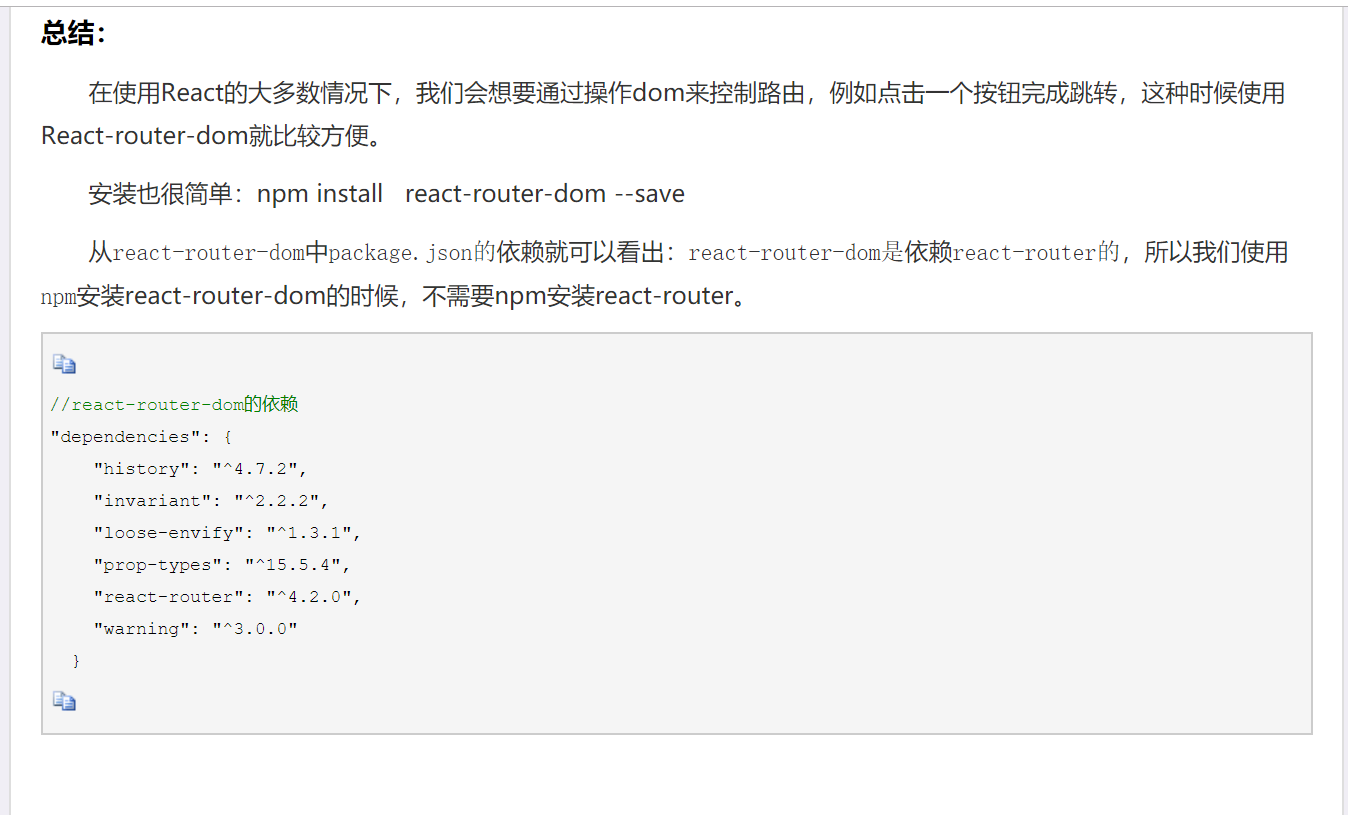 总结：
在使用React的大多数情况下，我们会想要通过操作dom来控制路由，例如点击一个按钮完成跳转，这种时候使用
React-router-dom就比较方便。
安装也很简单：npm install react-router-dom --save
从react-router-dom中package.json的依赖就可以看出：react-router-dom是依赖react-router的，所以我们使用
npm安装react-router-dom的时候，不需要npm安装react-router。
//react-router-dom的依赖
"dependencies": {
"history": "^4.7.2",
"invariant": "^2.2.2",
"loose-envify": "^1.3.1",
"prop-types": "^15.5.4",
"react-router": "^4.2.0",
"warning": "^3.0.0"
}